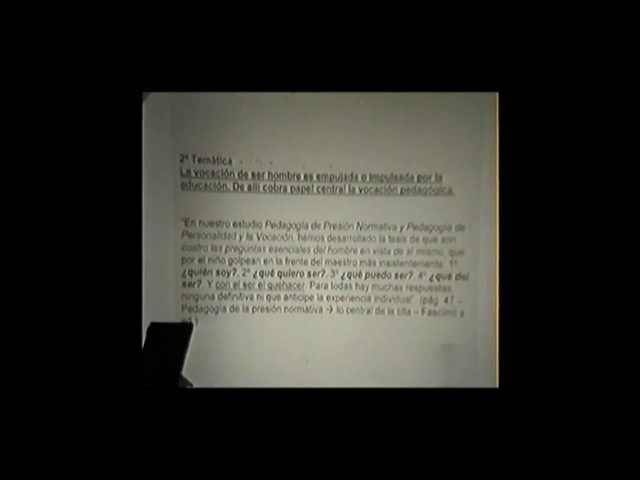 2ª Temática
La vocación de ser hombre es empujada o impulsada por la
educación. De allí cobra papel central la vocación pedagógica.
"En nuestro estudio Pedagogía de Presión Normativa y Pedagogía de
Personalidad y la Vocación, hemos desarrollado la tesis de que son
cuatro las preguntas esenciales del hombre en vista de sí mismo, que
por el niño golpean en la frente del maestro más insistentemente. 1º
¿quién soy?, 2º ¿qué quiero ser?, 3º ¿qué puedo ser?, 4º ¿qué del
ser?. Y con el ser el quehacer. Para todas hay muchas respuestas,
ninguna definitiva ni que anticipe la experiencia individual". (pág. 47 –
Pedagogía de la presión normativa → lo central de la cita –
ed.)